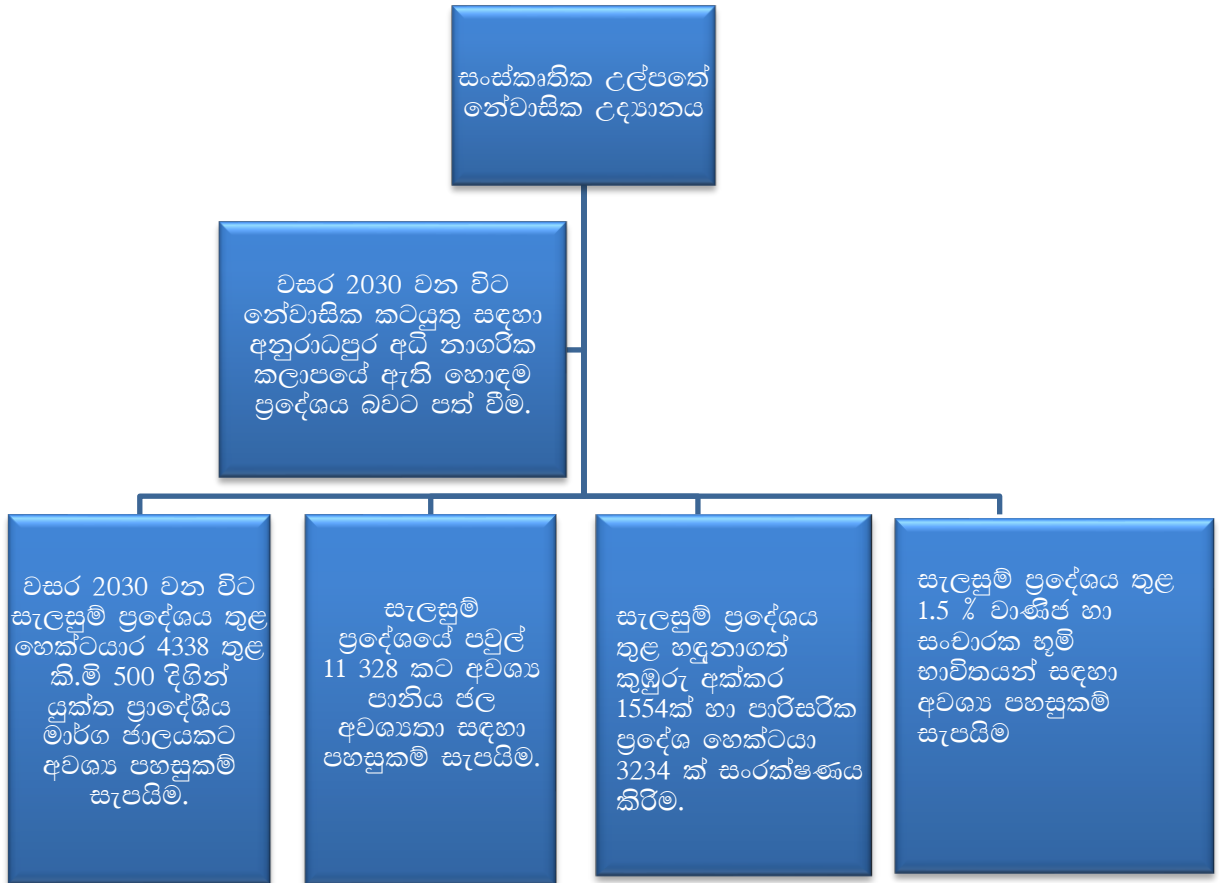 සංස්කෘතික උල්පතේ
නේවාසික උද්‍යානය
වසර 2030 වන විට
නේවාසික කටයුතු සඳහා
අනුරාධපුර අධි නාගරික
කලාපයේ ඇති හොඳම
ප්‍රදේශය බවට පත් වීම.
වසර 2030 වන විට
සැලසුම් ප්‍රදේශය තුළ
හෙක්ටයාර 4338 තුළ
කි.මි 500 දිගින්
යුක්ත ප්‍රාදේශීය
මාර්ග ජාලයකට
අවශ්‍ය පහසුකම්
සැපයිම.
සැලසුම්
ප්‍රදේශයේ පවුල්
11 328 කට අවශ්‍ය
පානිය ජල
අවශ්‍යතා සඳහා
පහසුකම් සැපයිම.
සැලසුම් ප්‍රදේශය
තුළ හඳුනාගත්
කුඹුරු අක්කර
1554ක් හා පාරිසරික
ප්‍රදේශ හෙක්ටයා
3234 ක් සංරක්ෂණය
කිරිම.
සැලසුම් ප්‍රදේශය තුළ
1.5 % වාණිජ හා
සංචාරක භූමි
භාවිතයන් සඳහා
අවශ්‍ය පහසුකම්
සැපයිම